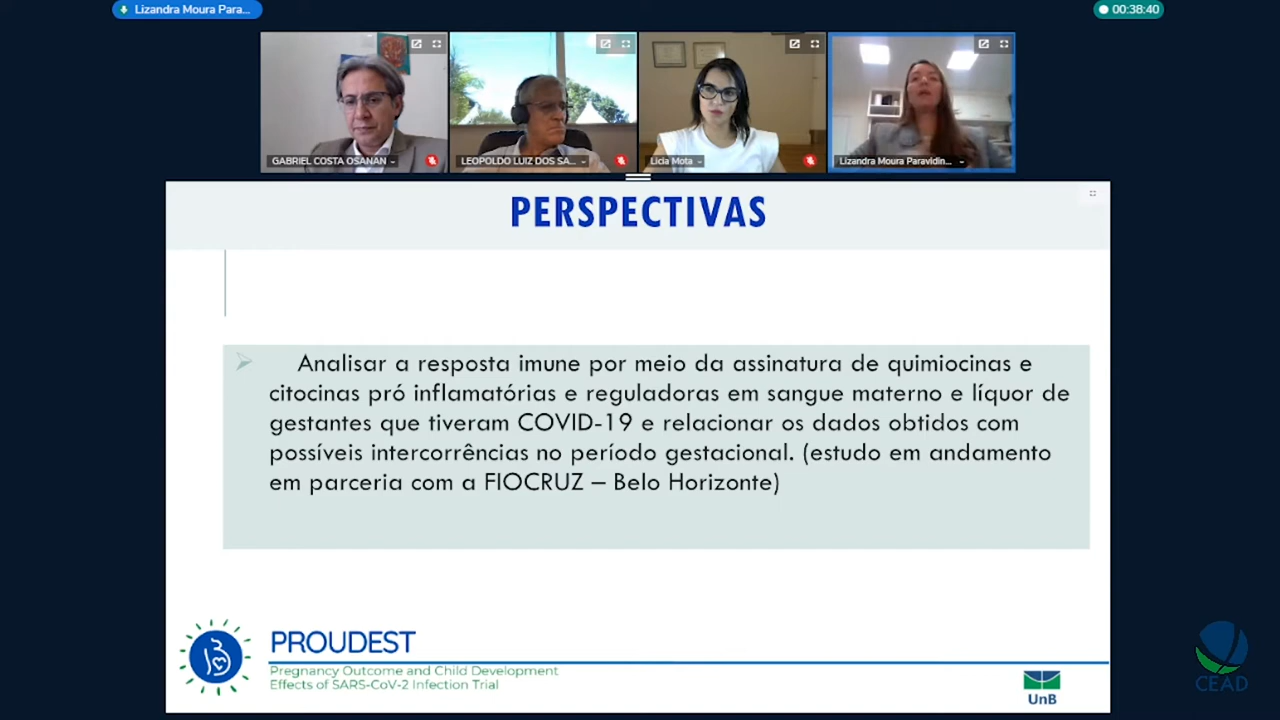 Lizandra Moura Para...
00:38:40
GABRIEL COSTA OSANAN
LEOPOLDO LUIZ DOS SA...
Licia Mota
Lizandra Moura Paravidin...
PERSPECTIVAS
Analisar a resposta imune por meio da assinatura de quimiocinas e
citocinas pró inflamatórias e reguladoras em sangue materno e líquor de
gestantes que tiveram COVID-19 e relacionar os dados obtidos com
possíveis intercorrências no período gestacional. (estudo em andamento
em parceria com a FIOCRUZ – Belo Horizonte)
PROUDEST
Pregnancy Outcome and Child Development
Effects of SARS-CoV-2 Infection Trial
UnB
CEAD